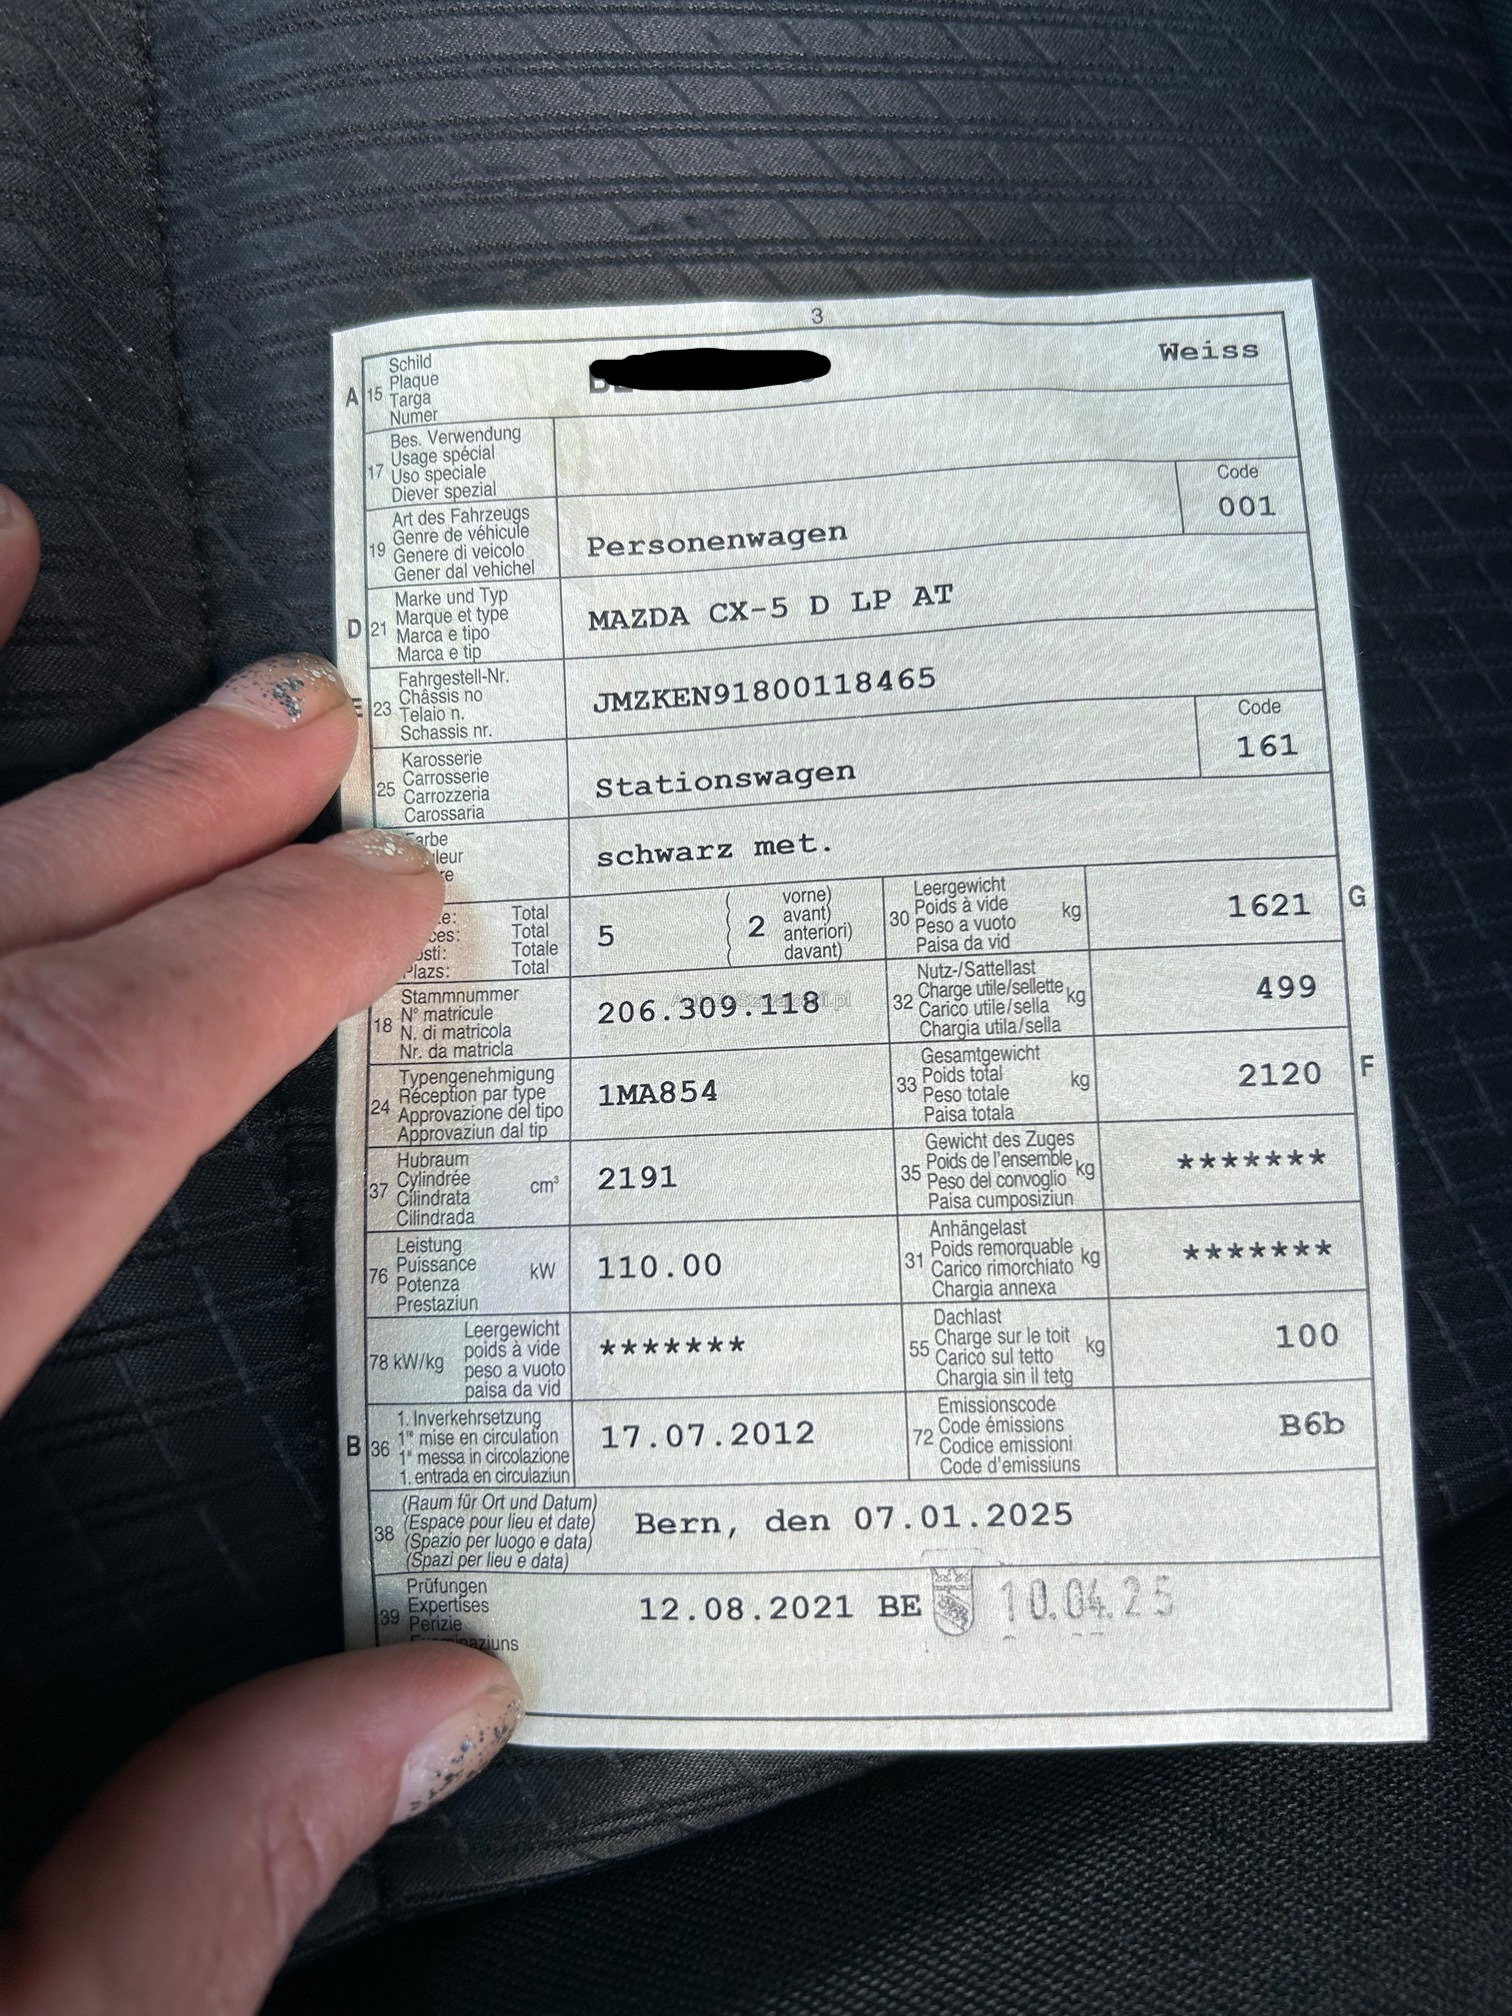 3
A 15 Schild
Plaque
Targa
Numer
Weiss
17 Bes. Verwendung
Usage spécial
Uso speciale
Diever spezial
19 Art des Fahrzeugs
Genre de véhicule
Genere di veicolo
Gener dal vehichel
Personenwagen
Code
001
D 21 Marke und Typ
Marque et type
Marca e tipo
Marca e tip
MAZDA CX-5 D LP AT
E 23 Fahrgestell-Nr.
Châssis no
Telaio n.
Schassis nr.
JMZKEN91800118465
25 Karosserie
Carrosserie
Carrozzeria
Carossaria
Stationswagen
Code
161
schwarz met.
Total
Total
Totale
Plazs: Total
5
2
vorne)
avant)
anteriori)
davant)
30 Leergewicht
Poids à vide
Peso a vuoto
Paisa da vid
kg
1621 G
18 Stammnummer
N° matricule
N. di matricola
Nr. da matricla
206.309.118
32 Nutz-/Sattellast
Charge utile/sellette
Carico utile/sella
Chargia utila/sella
kg
499
24 Typengenehmigung
Réception par type
Approvazione del tipo
Approvaziun dal tip
1MA854
33 Gesamtgewicht
Poids total
Peso totale
Paisa totala
kg
2120 F
37 Hubraum
Cylindrée
Cilindrata
Cilindrada
cm³
2191
35 Gewicht des Zuges
Poids de l'ensemble
Peso del convoglio
Paisa cumposiziun
kg
*******
76 Leistung
Puissance
Potenza
Prestaziun
kW
110.00
31 Anhängelast
Poids remorquable
Carico rimorchiato
Chargia annexa
kg
*******
78 kW/kg
Leergewicht
poids à vide
peso a vuoto
paisa da vid
*******
55 Dachlast
Charge sur le toit
Carico sul tetto
Chargia sin il tetg
kg
100
B 36 1. Inverkehrsetzung
1re mise en circulation
1a messa in circolazione
1. entrada en circulaziun
17.07.2012
72 Emissionscode
Code émissions
Codice emissioni
Code d'emissiuns
B6b
38 (Raum für Ort und Datum)
(Espace pour lieu et date)
(Spazio per luogo e data)
(Spazi per lieu e data)
Bern, den 07.01.2025
39 Prüfungen
Expertises
Perizie
12.08.2021 BE 10.04.25